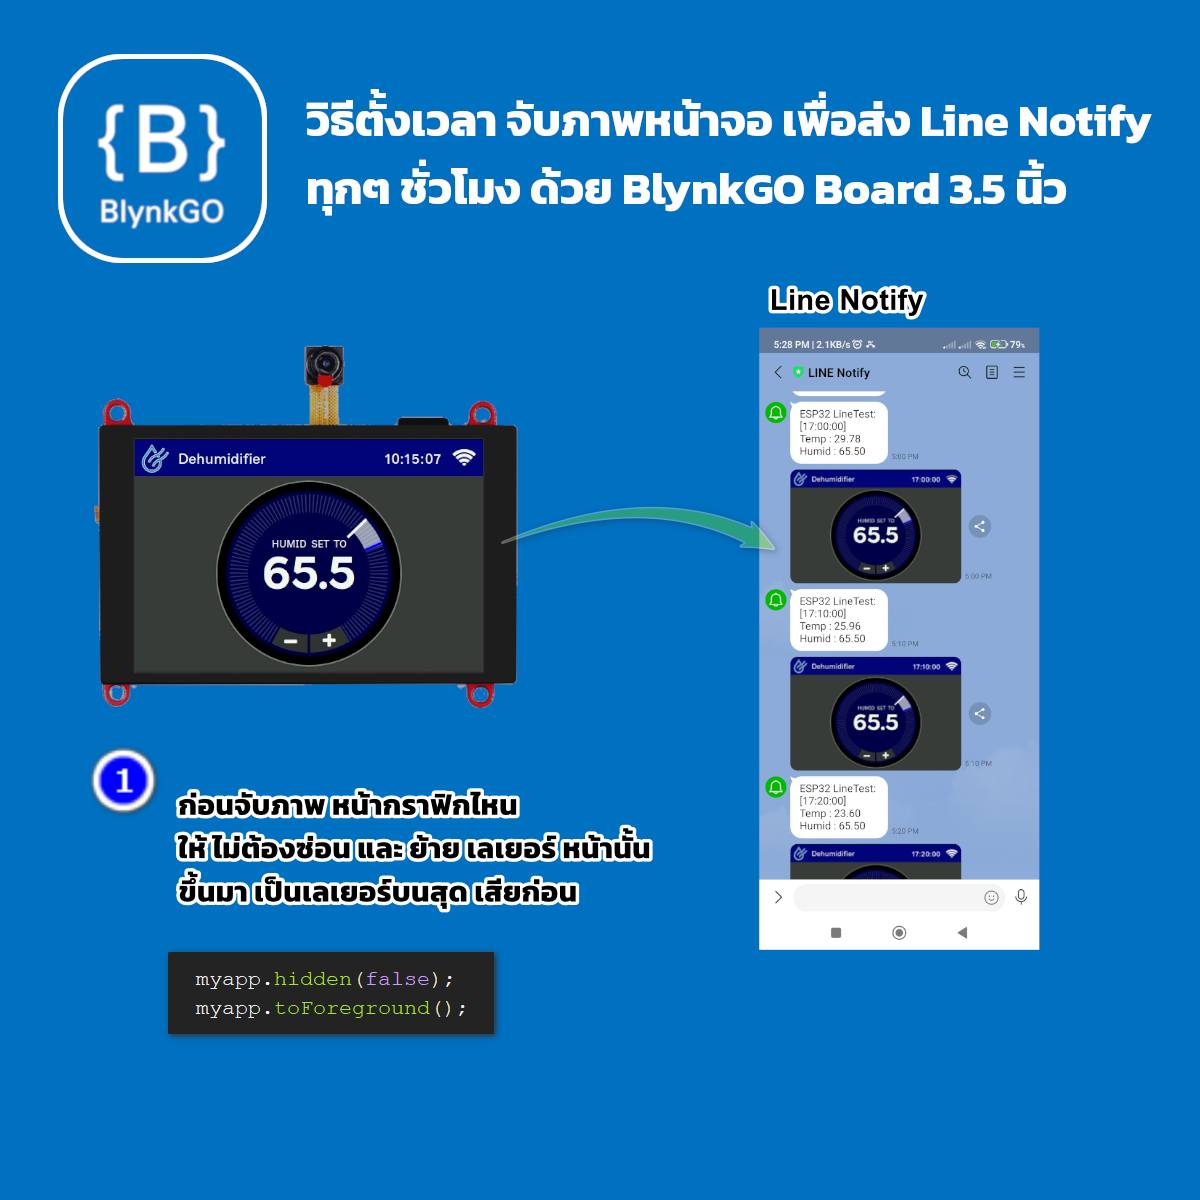 {B}
BlynkGO
วิธีตั้งเวลา จับภาพหน้าจอ เพื่อส่ง Line Notify
ทุกๆ ชั่วโมง ด้วย BlynkGO Board 3.5 นิ้ว
Line Notify
5:28 PM | 2.1KB/s
79%
LINE Notify
ESP32 LineTest:
[17:00:00]
Temp : 29.78
Humid : 65.50
5:00 PM
Dehumidifier 17:00:00
HUMID SET TO
65.5
- +
5:00 PM
ESP32 LineTest:
[17:10:00]
Temp : 25.96
Humid : 65.50
5:10 PM
Dehumidifier 17:10:00
HUMID SET TO
65.5
- +
5:10 PM
ESP32 LineTest:
[17:20:00]
Temp : 23.60
Humid : 65.50
5:20 PM
Dehumidifier 17:20:00
Dehumidifier 10:15:07
HUMID SET TO
65.5
- +
1
ก่อนจับภาพ หน้ากราฟิกไหน
ให้ ไม่ต้องซ่อน และ ย้าย เลเยอร์ หน้านั้น
ขึ้นมา เป็นเลเยอร์บนสุด เสียก่อน
myapp.hidden(false);
myapp.toForeground();